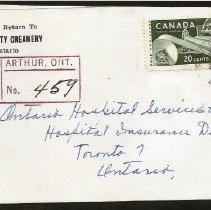 Return To
TY CREAMERY
ntario
ARTHUR, ONT.
No. 459
CANADA
20 CENTS
Ontario Hospital Services
Hospital Insurance D
Toronto 7
Ontario,